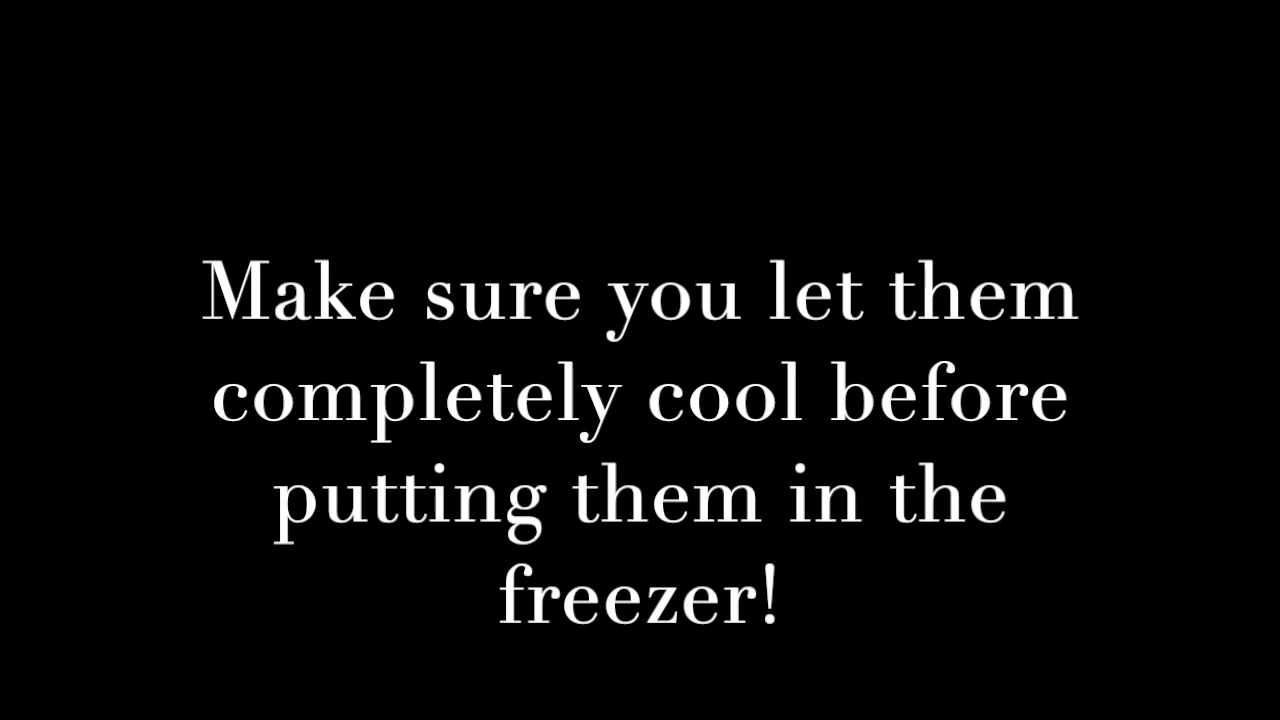 Make sure you let them
completely cool before
putting them in the
freezer!